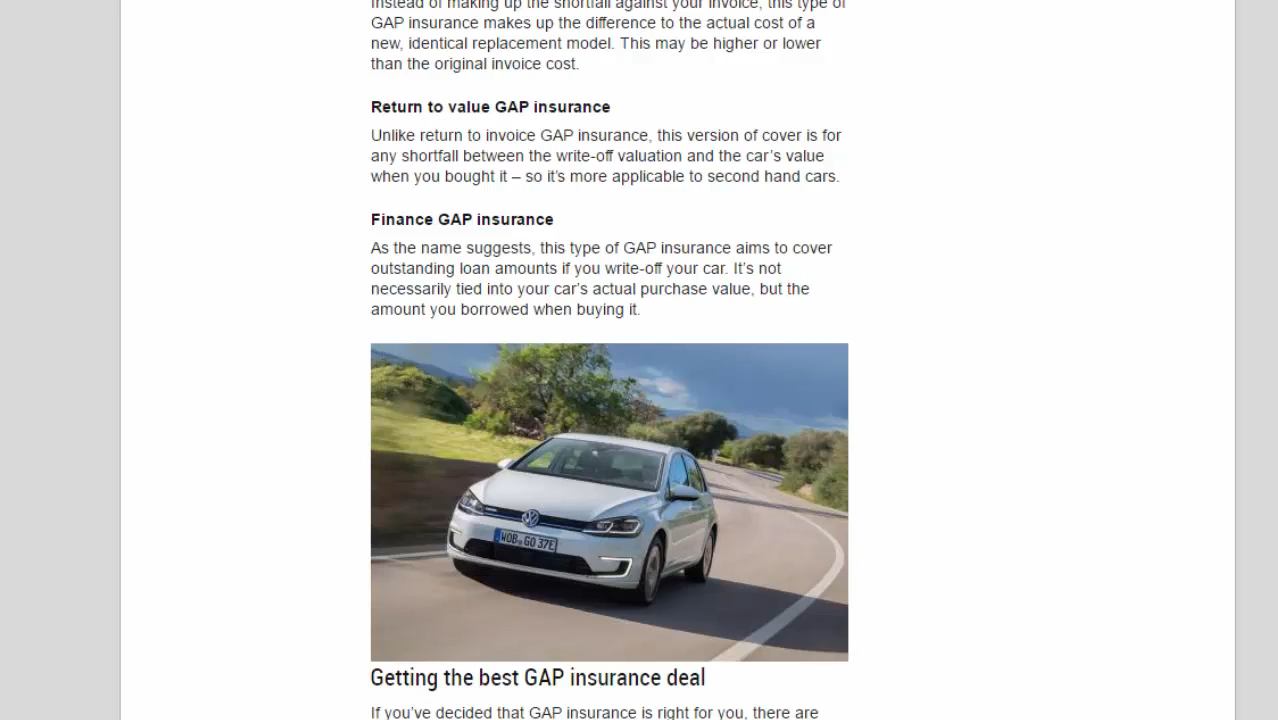 Instead of making up the shortfall against your invoice, this type of
GAP insurance makes up the difference to the actual cost of a
new, identical replacement model. This may be higher or lower
than the original invoice cost.
Return to value GAP insurance
Unlike return to invoice GAP insurance, this version of cover is for
any shortfall between the write-off valuation and the car’s value
when you bought it – so it’s more applicable to second hand cars.
Finance GAP insurance
As the name suggests, this type of GAP insurance aims to cover
outstanding loan amounts if you write-off your car. It’s not
necessarily tied into your car’s actual purchase value, but the
amount you borrowed when buying it.
WOB GO 37E
Getting the best GAP insurance deal
If you’ve decided that GAP insurance is right for you, there are